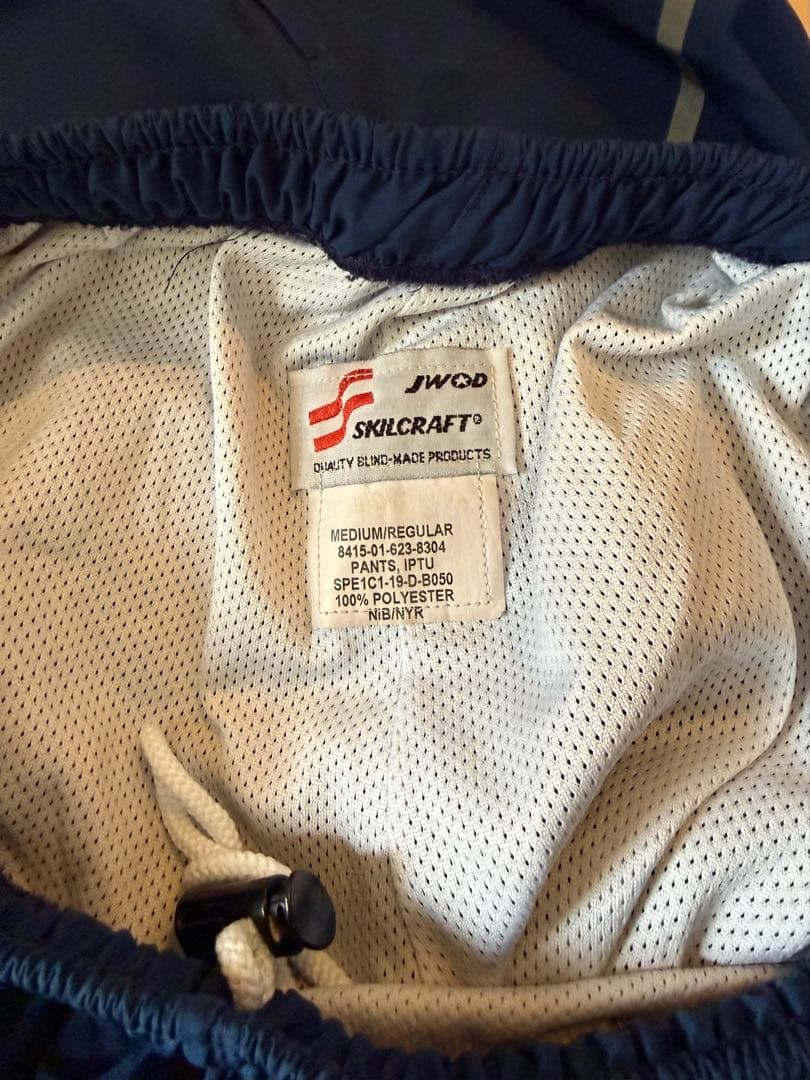 JWOD
SKILCRAFT®
QUALITY BLIND-MADE PRODUCTS
MEDIUM/REGULAR
8415-01-623-8304
PANTS, IPTU
SPE1C1-19-D-B050
100% POLYESTER
NiB/NYR